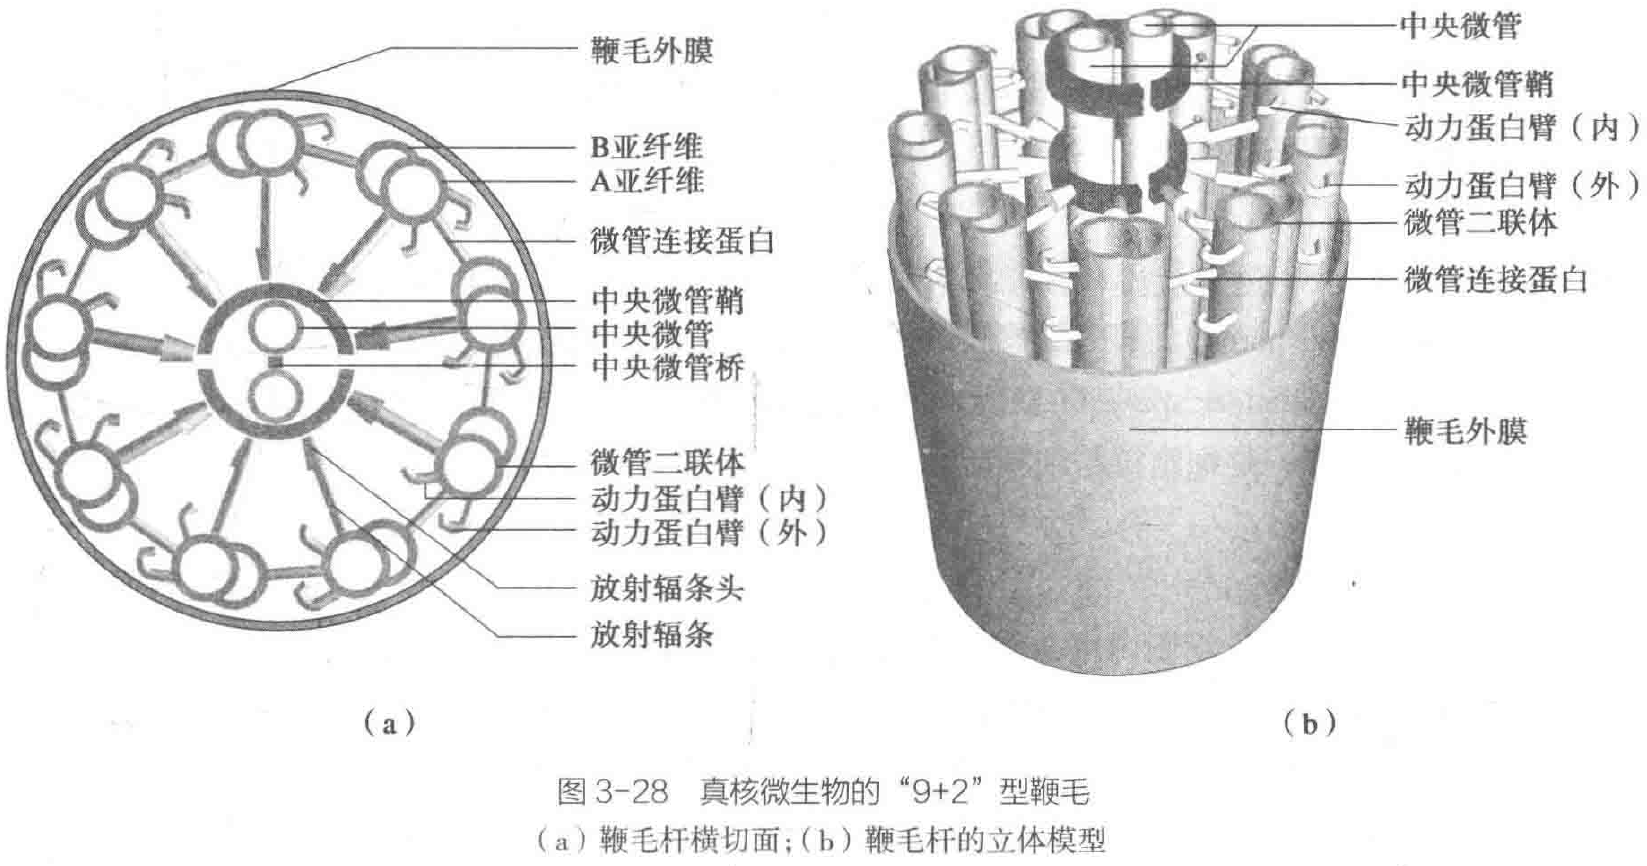 鞭毛外膜
B亚纤维
A亚纤维
微管连接蛋白
中央微管鞘
中央微管
中央微管桥
微管二联体
动力蛋白臂（内）
动力蛋白臂（外）
放射辐条头
放射辐条
（a）
中央微管
中央微管鞘
动力蛋白臂（内）
动力蛋白臂（外）
微管二联体
微管连接蛋白
鞭毛外膜
（b）
图 3-28 真核微生物的“9+2”型鞭毛
（a）鞭毛杆横切面；（b）鞭毛杆的立体模型